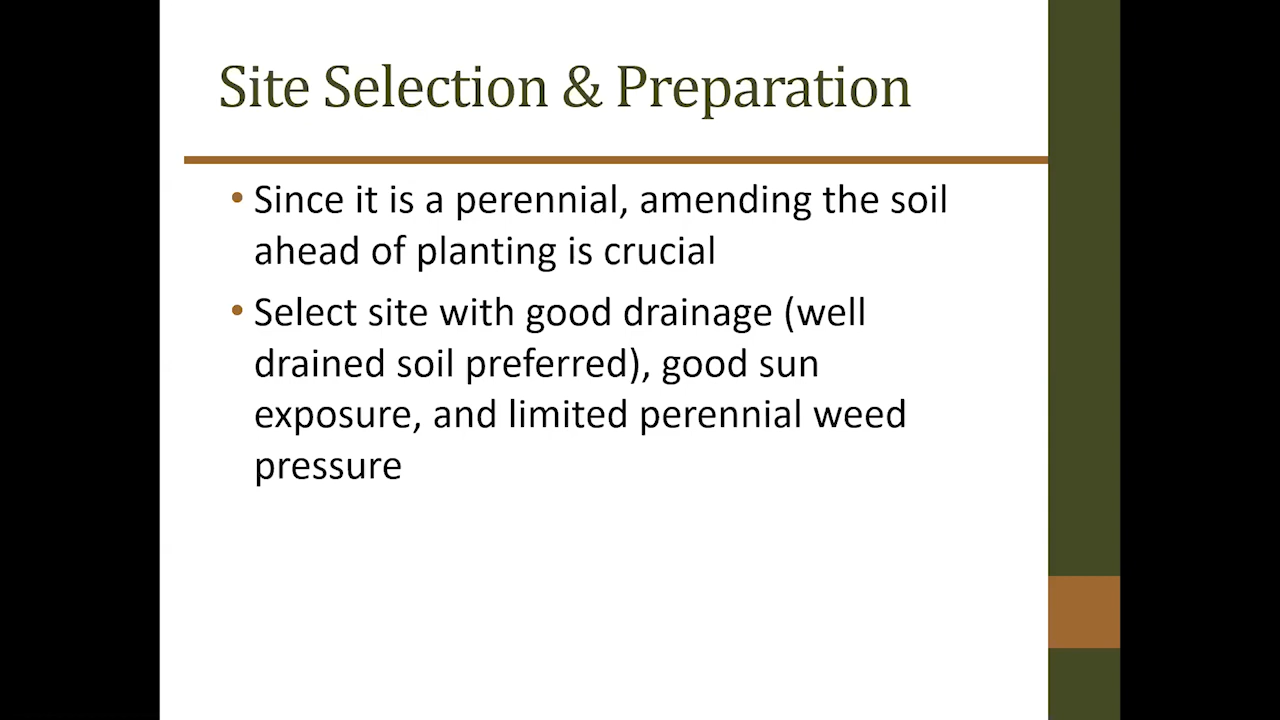 Site Selection & Preparation
• Since it is a perennial, amending the soil
ahead of planting is crucial
• Select site with good drainage (well
drained soil preferred), good sun
exposure, and limited perennial weed
pressure